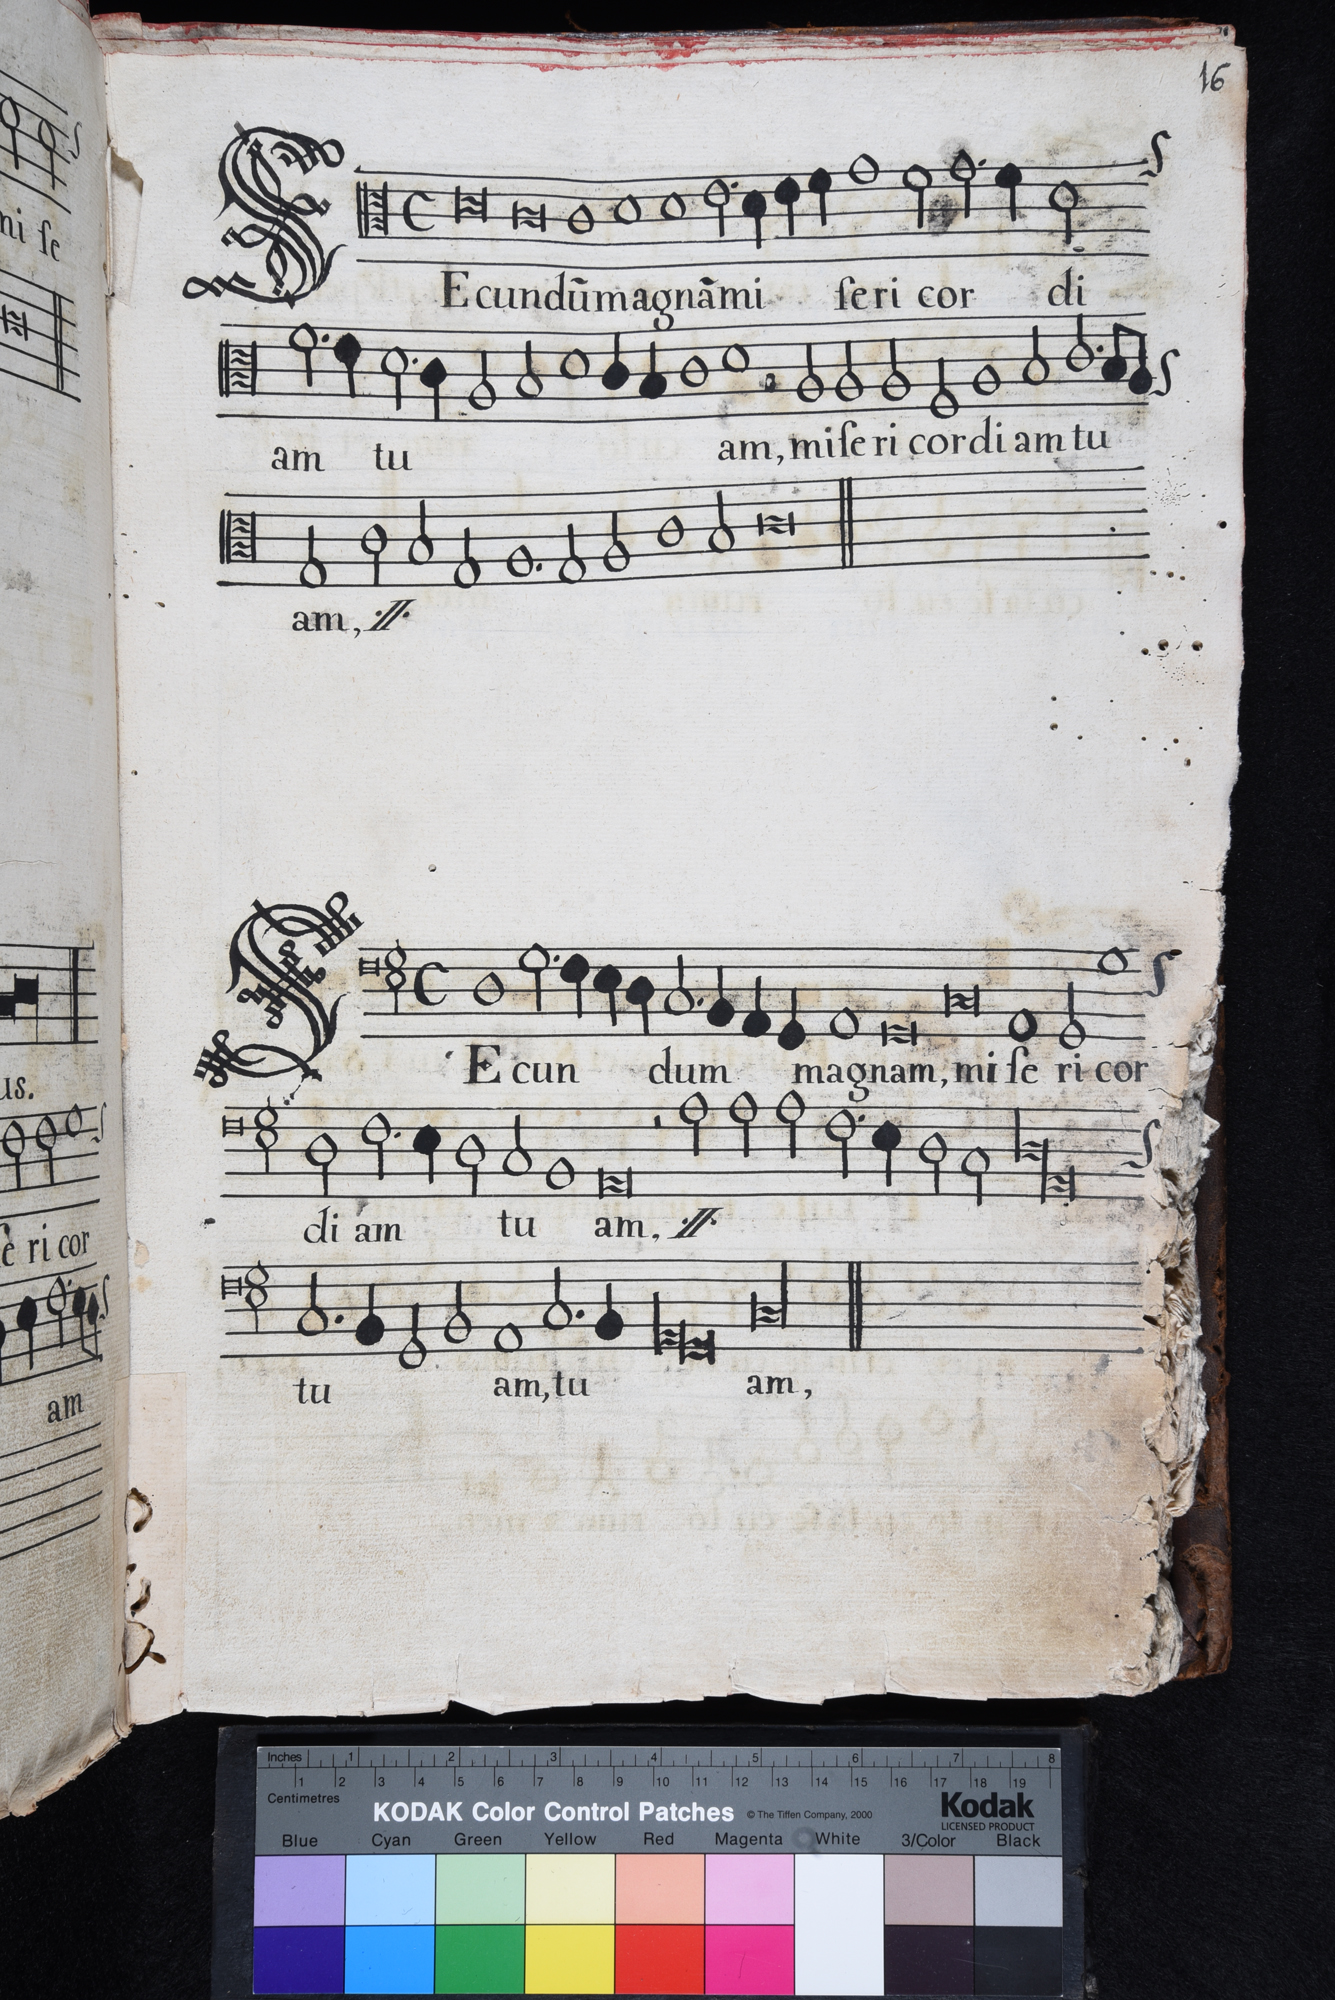 16
SEcundūmagnāmi ſeri cor di
am tu am, miſe ri cordi am tu
am, ij.
SEcun dum magnam, mi ſe ri cor
di am tu am, ij.
tu am, tu am,
ni ſe
us.
e ri cor
am
Inches 1 2 3 4 5 6 7 8
Centimetres 1 2 3 4 5 6 7 8 9 10 11 12 13 14 15 16 17 18 19
KODAK Color Control Patches © The Tiffen Company, 2000 Kodak
LICENSED PRODUCT
Blue Cyan Green Yellow Red Magenta White 3/Color Black